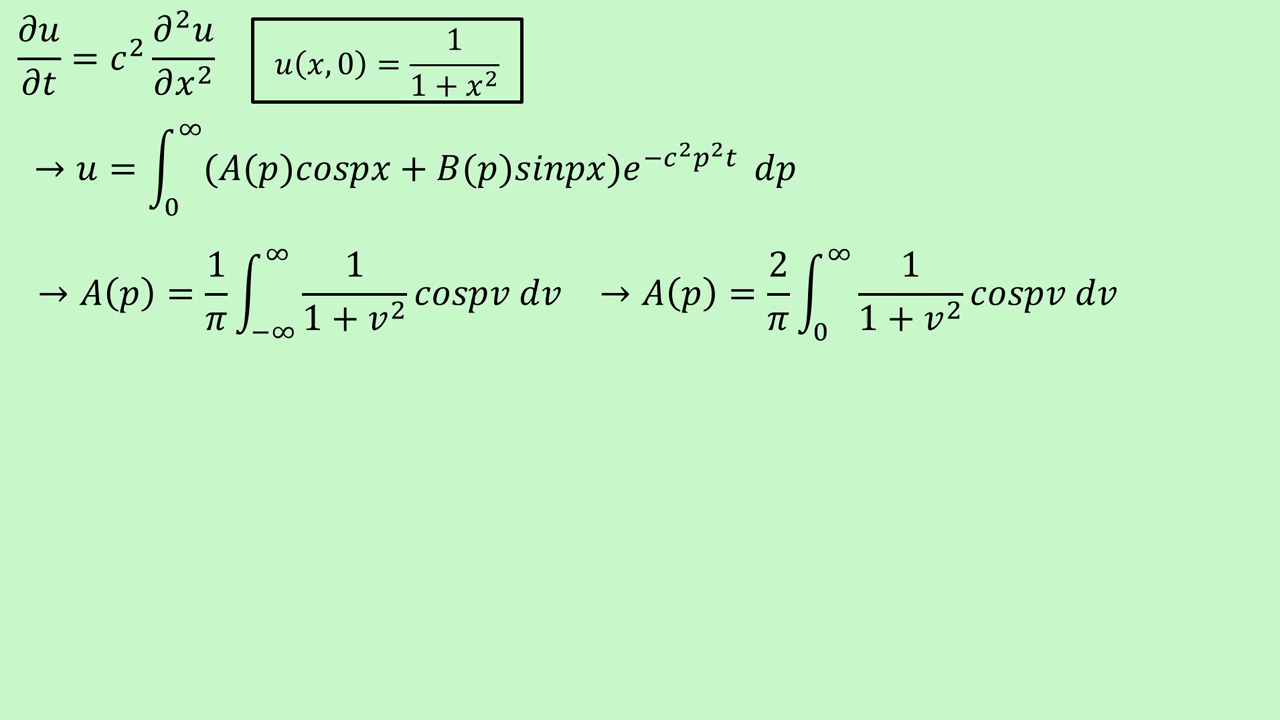 ∂u/∂t = c² ∂²u/∂x² u(x, 0) = 1/(1 + x²)
→ u = ∫₀^∞ (A(p)cospx + B(p)sinpx)e^(−c²p²t) dp
→ A(p) = 1/π ∫₋∞^∞ 1/(1 + v²) cospv dv → A(p) = 2/π ∫₀^∞ 1/(1 + v²) cospv dv